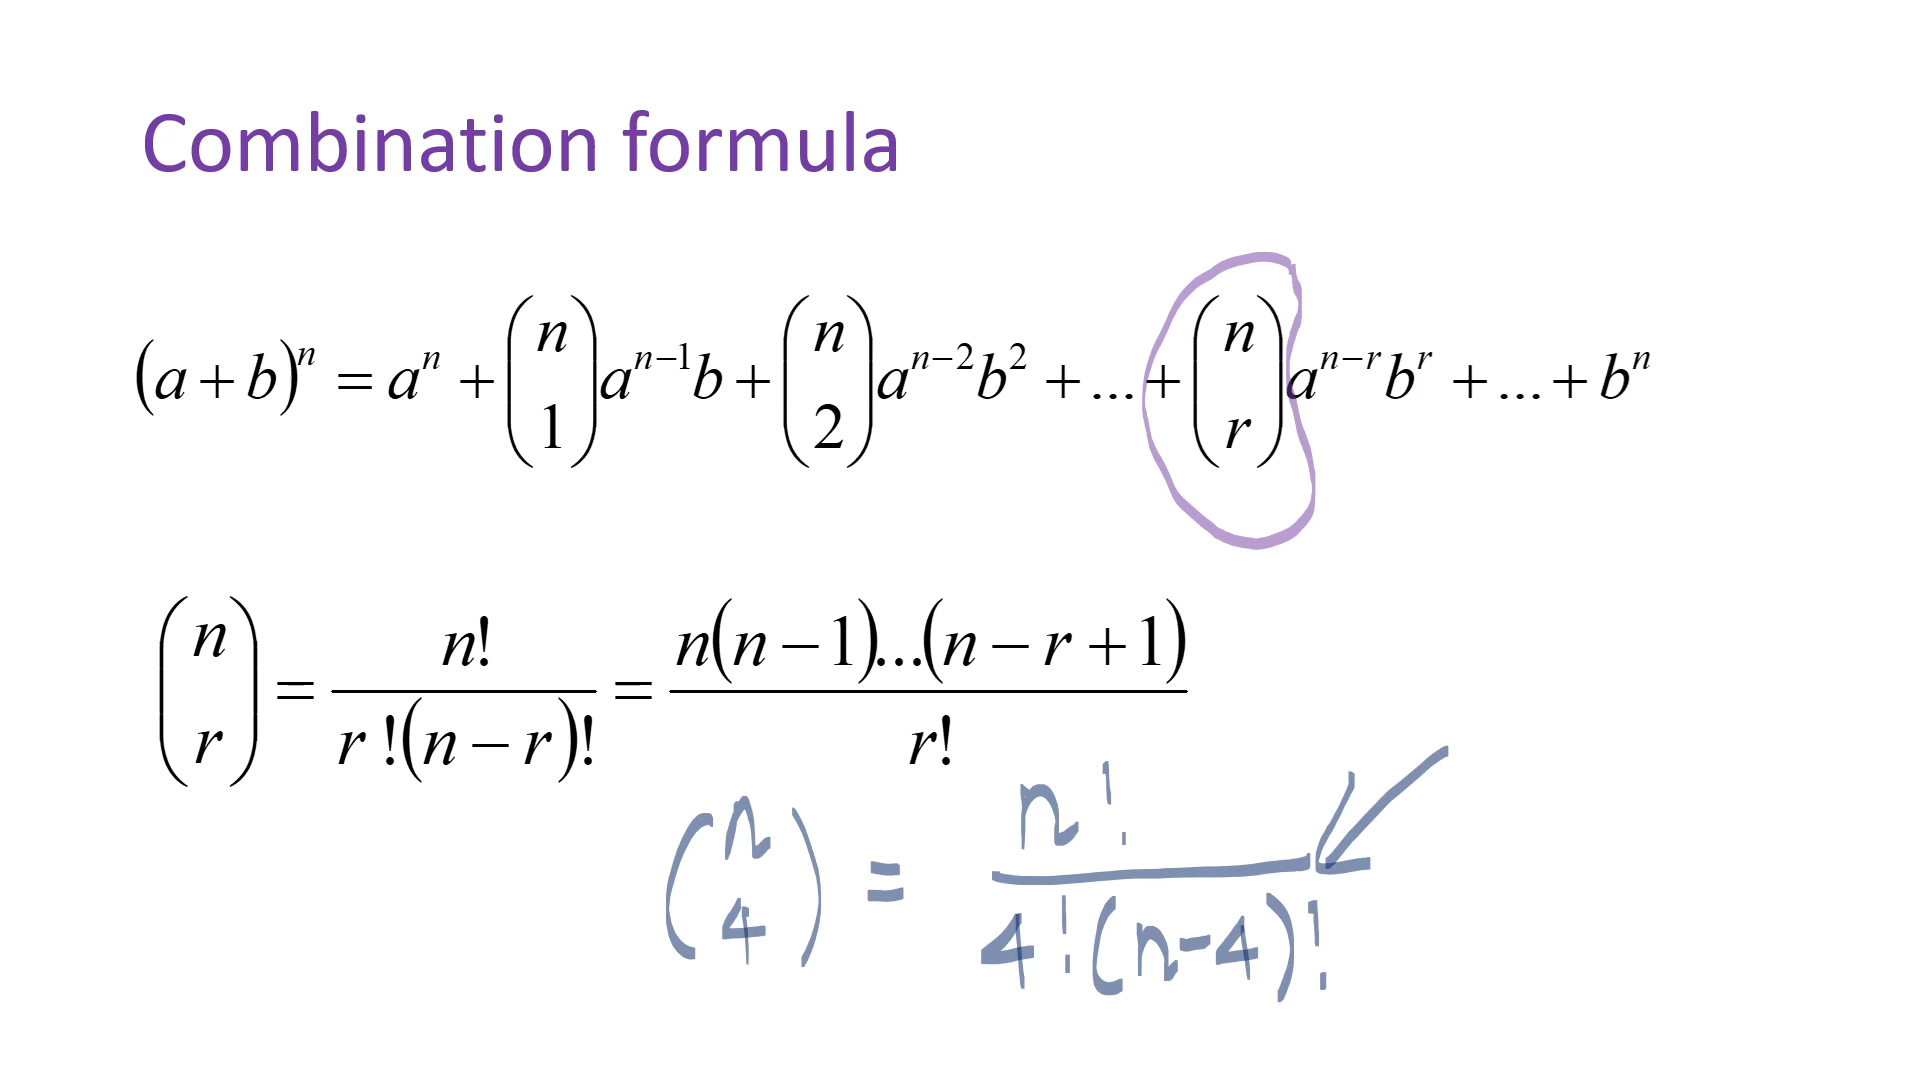 Combination formula
(a + b)^n = a^n + (n 1) a^{n−1}b + (n 2) a^{n−2}b^2 + ... + (n r) a^{n−r}b^r + ... + b^n
(n r) = n! / r!(n − r)! = n(n − 1)...(n − r + 1) / r!
(n 4) = n! / 4!(n-4)!